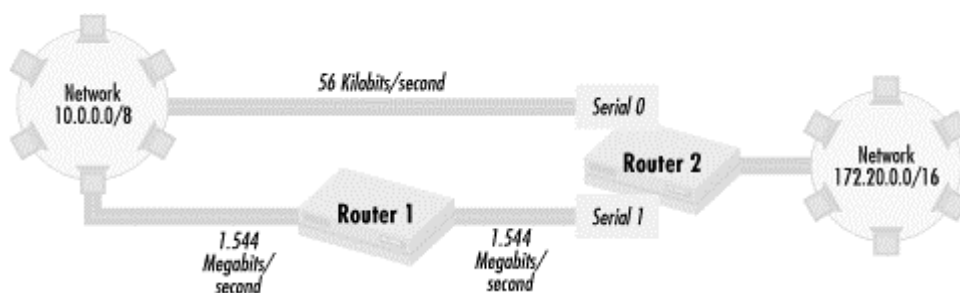 56 Kilobits/second
Network
10.0.0.0/8
Serial 0
Router 2
Network
172.20.0.0/16
Router 1
Serial 1
1.544
Megabits/
second
1.544
Megabits/
second